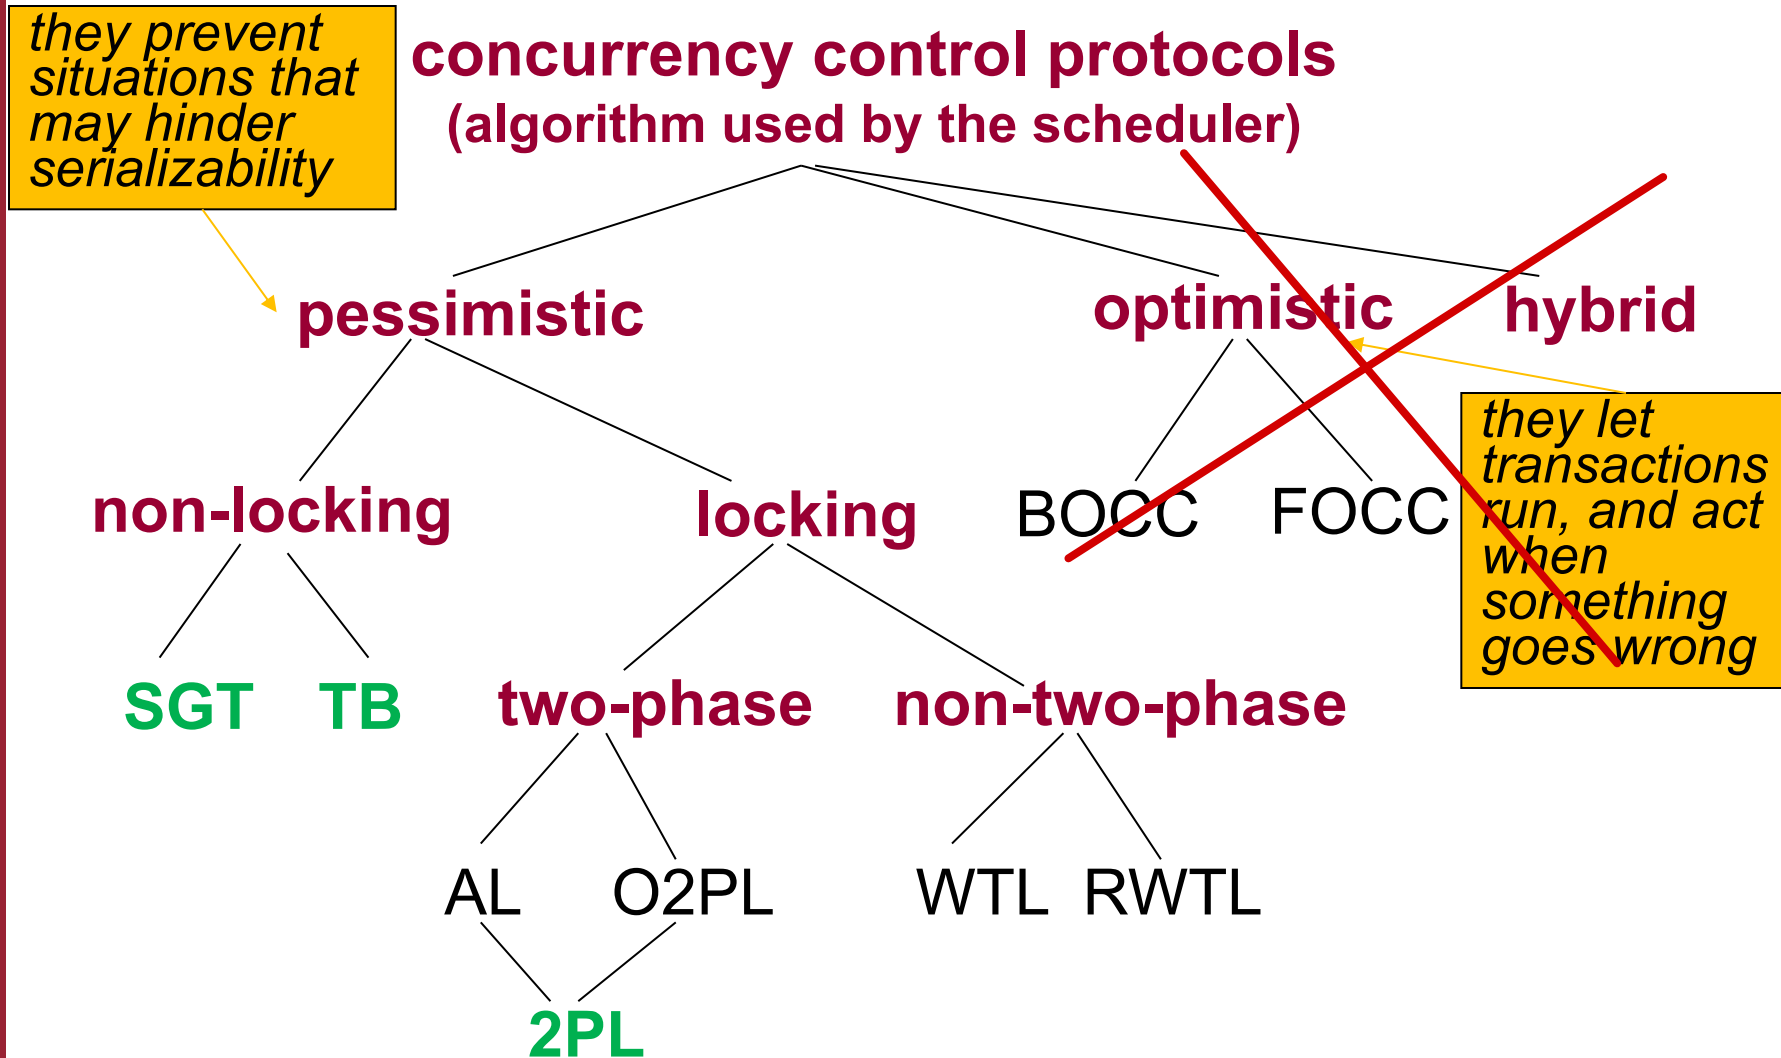 they prevent
situations that
may hinder
serializability
concurrency control protocols
(algorithm used by the scheduler)
pessimistic
optimistic
hybrid
they let
transactions
run, and act
when
something
goes wrong
non-locking
locking
BOCC
FOCC
SGT
TB
two-phase
non-two-phase
AL
O2PL
WTL
RWTL
2PL